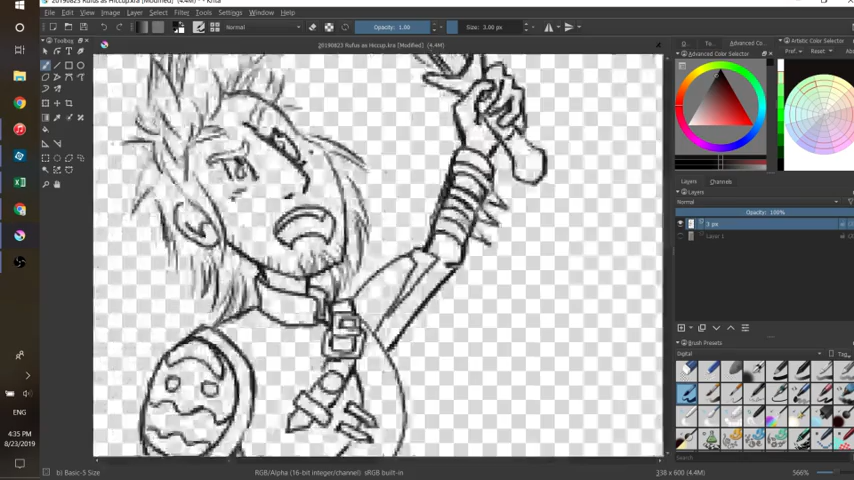 20190823 Rufus as Hiccup.kra [Modified] - Krita
File Edit View Image Layer Select Filter Tools Settings Window Help
Normal
Opacity: 1.00
Size: 3.00 px
20190823 Rufus as Hiccup.kra [Modified] (4.4M)
Toolbox
D...
To...
Advanced Co...
Artistic Color Selector
Pref..
Reset
Abov...
Layers
Channels
Layers
Normal
Opacity: 100%
3 px
Layer 1
Brush Presets
Digital
Tag
Search
ENG
4:35 PM
8/23/2019
b) Basic-5 Size
RGB/Alpha (16-bit integer/channel) sRGB built-in
338 x 600 (4.4M)
566%